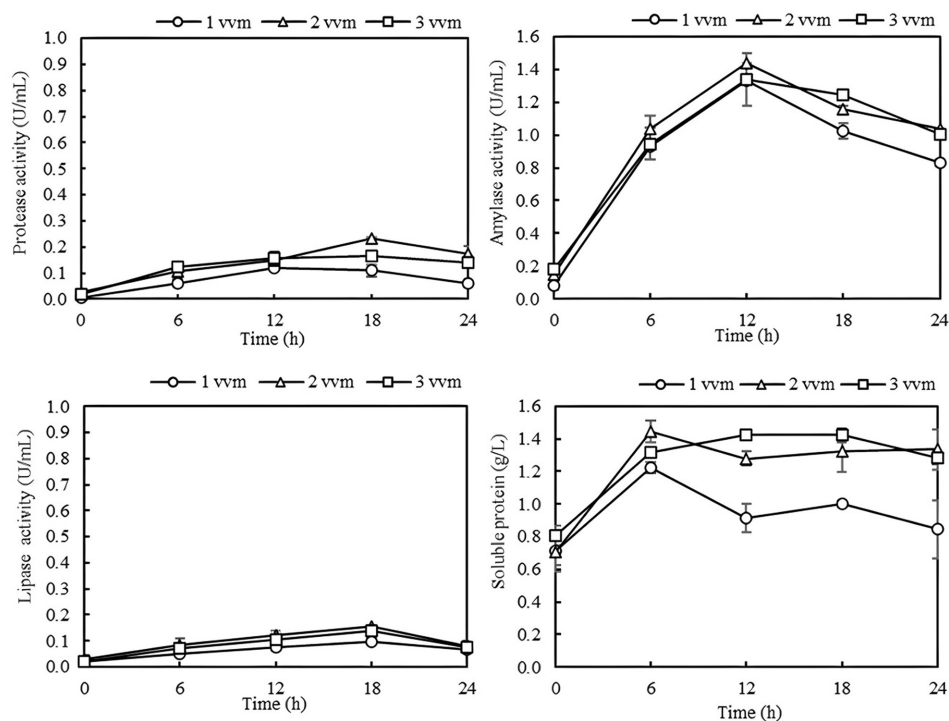 1 vvm 2 vvm 3 vvm
Protease activity (U/mL)
1.0
0.9
0.8
0.7
0.6
0.5
0.4
0.3
0.2
0.1
0.0
0 6 12 18 24
Time (h)
1 vvm 2 vvm 3 vvm
Amylase activity (U/mL)
1.6
1.4
1.2
1.0
0.8
0.6
0.4
0.2
0.0
0 6 12 18 24
Time (h)
1 vvm 2 vvm 3 vvm
Lipase activity (U/mL)
1.0
0.9
0.8
0.7
0.6
0.5
0.4
0.3
0.2
0.1
0.0
0 6 12 18 24
Time (h)
1 vvm 2 vvm 3 vvm
Soluble protein (g/L)
1.6
1.4
1.2
1.0
0.8
0.6
0.4
0.2
0.0
0 6 12 18 24
Time (h)